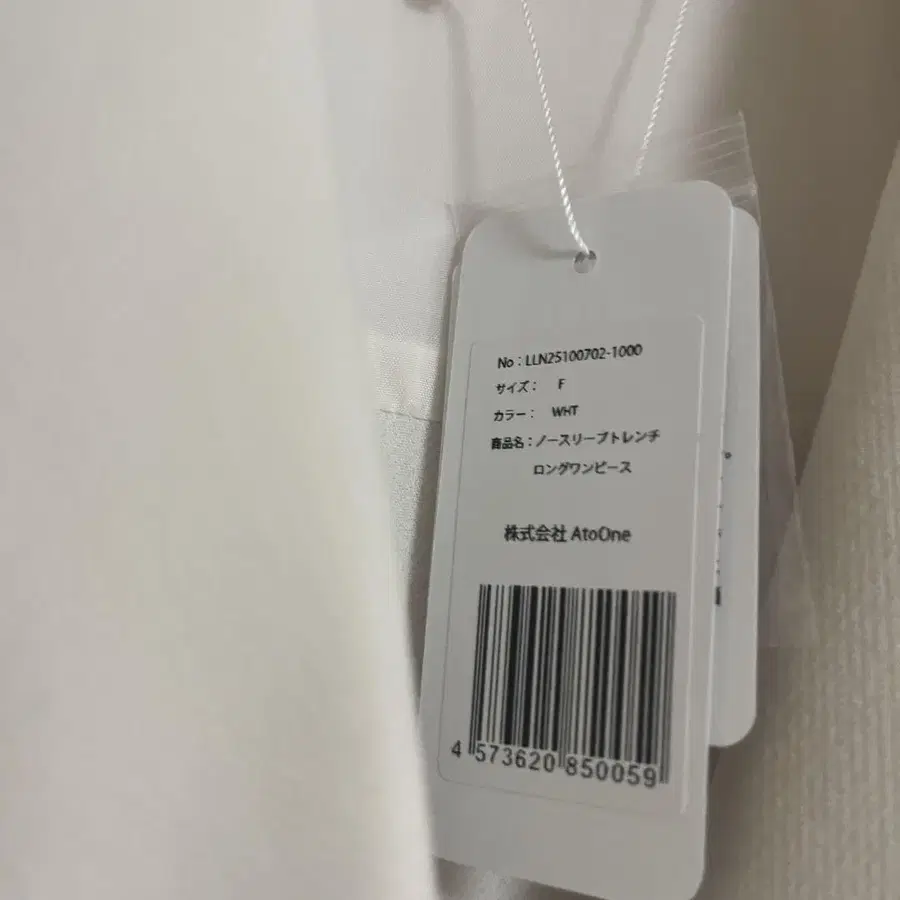 No：LLN25100702-1000
サイズ： F
カラー： WHT
商品名：ノースリーブトレンチ
ロングワンピース
株式会社 AtoOne
4 573620 850059